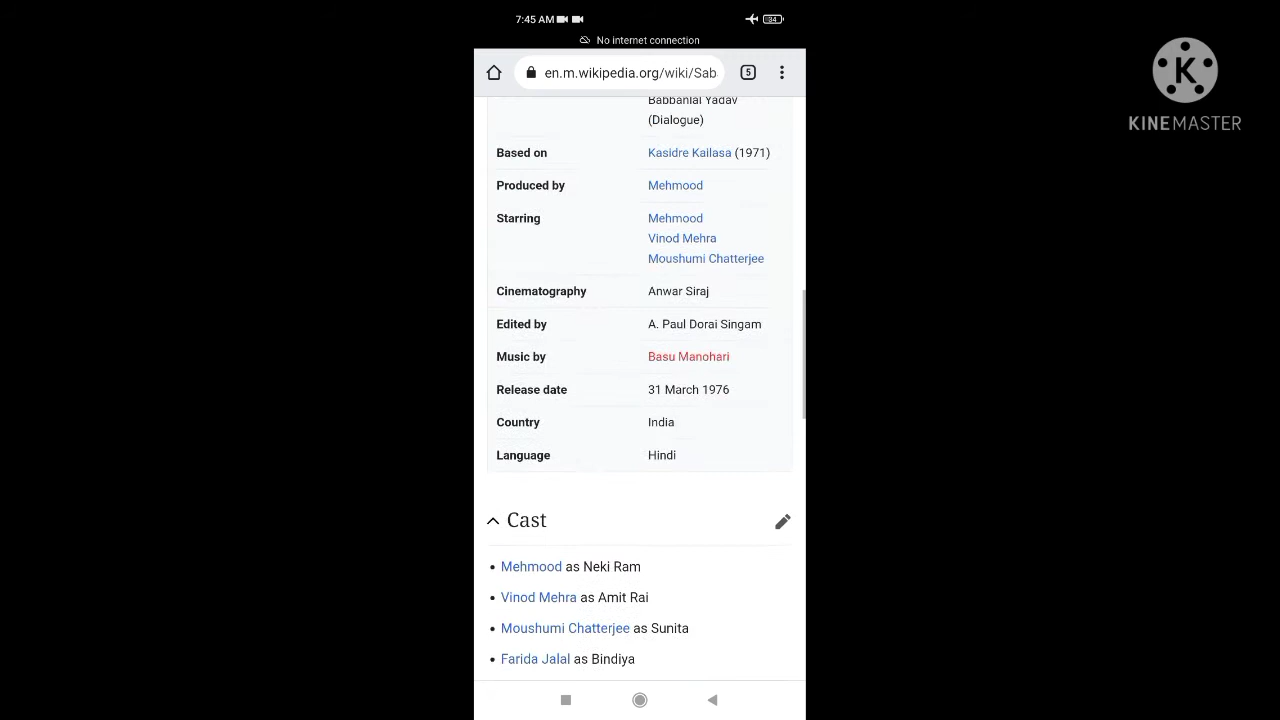 7:45 AM
84
No internet connection
en.m.wikipedia.org/wiki/Sab
5
KINEMASTER
Babbanlal Yadav
(Dialogue)
Based on Kasidre Kailasa (1971)
Produced by Mehmood
Starring Mehmood
Vinod Mehra
Moushumi Chatterjee
Cinematography Anwar Siraj
Edited by A. Paul Dorai Singam
Music by Basu Manohari
Release date 31 March 1976
Country India
Language Hindi
Cast
• Mehmood as Neki Ram
• Vinod Mehra as Amit Rai
• Moushumi Chatterjee as Sunita
• Farida Jalal as Bindiya